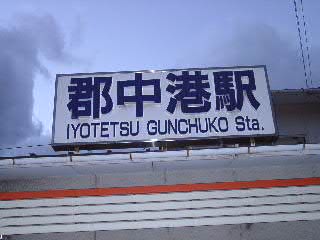 郡中港駅
IYOTETSU GUNCHUKO Sta.